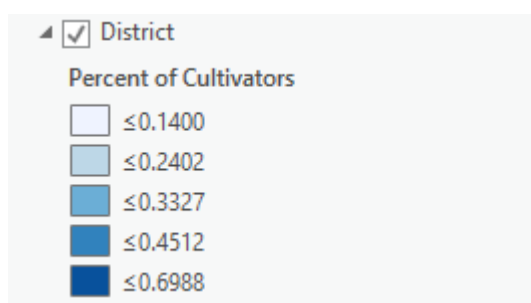 District
Percent of Cultivators
≤0.1400
≤0.2402
≤0.3327
≤0.4512
≤0.6988